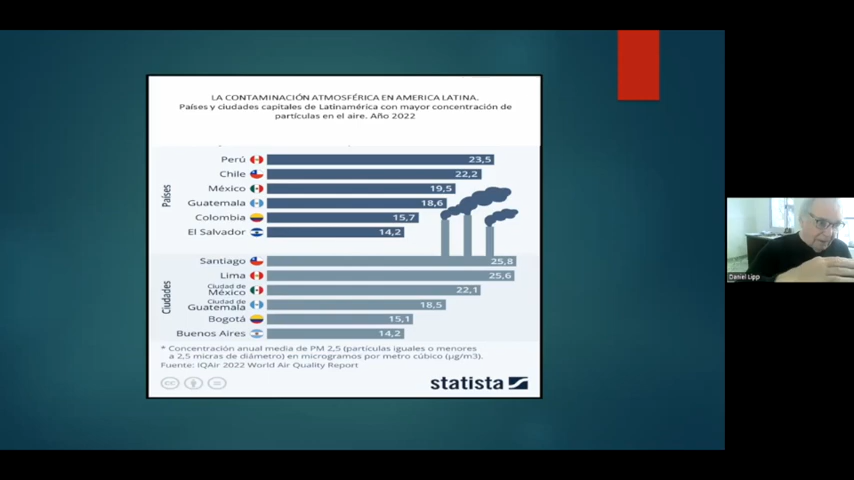 LA CONTAMINACIÓN ATMOSFÉRICA EN AMERICA LATINA.
Países y ciudades capitales de Latinamérica con mayor concentración de
partículas en el aire. Año 2022
Países
Perú 23,5
Chile 22,2
México 19,5
Guatemala 18,6
Colombia 15,7
El Salvador 14,2
Ciudades
Santiago 25,8
Lima 25,6
Ciudad de
México 22,1
Ciudad de
Guatemala 18,5
Bogotá 15,1
Buenos Aires 14,2
* Concentración anual media de PM 2,5 (partículas iguales o menores
a 2,5 micras de diámetro) en microgramos por metro cúbico (µg/m3).
Fuente: IQAir 2022 World Air Quality Report
statista
Daniel Lipp